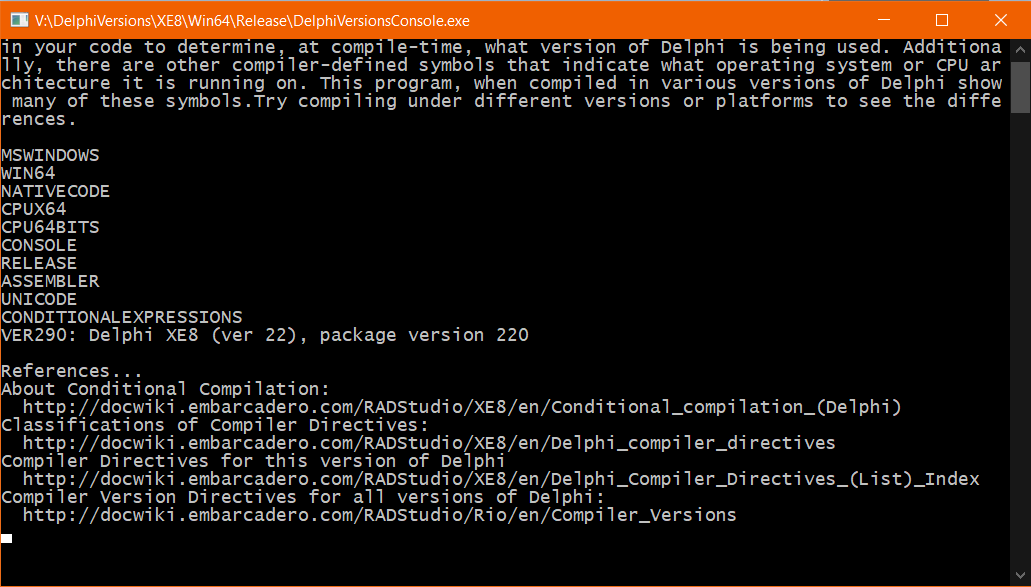 V:\DelphiVersions\XE8\Win64\Release\DelphiVersionsConsole.exe
in your code to determine, at compile-time, what version of Delphi is being used. Additiona
lly, there are other compiler-defined symbols that indicate what operating system or CPU ar
chitecture it is running on. This program, when compiled in various versions of Delphi show
 many of these symbols.Try compiling under different versions or platforms to see the diffe
rences.

MSWINDOWS
WIN64
NATIVECODE
CPUX64
CPU64BITS
CONSOLE
RELEASE
ASSEMBLER
UNICODE
CONDITIONALEXPRESSIONS
VER290: Delphi XE8 (ver 22), package version 220

References...
About Conditional Compilation:
  http://docwiki.embarcadero.com/RADStudio/XE8/en/Conditional_compilation_(Delphi)
Classifications of Compiler Directives:
  http://docwiki.embarcadero.com/RADStudio/XE8/en/Delphi_compiler_directives
Compiler Directives for this version of Delphi
  http://docwiki.embarcadero.com/RADStudio/XE8/en/Delphi_Compiler_Directives_(List)_Index
Compiler Version Directives for all versions of Delphi:
  http://docwiki.embarcadero.com/RADStudio/Rio/en/Compiler_Versions